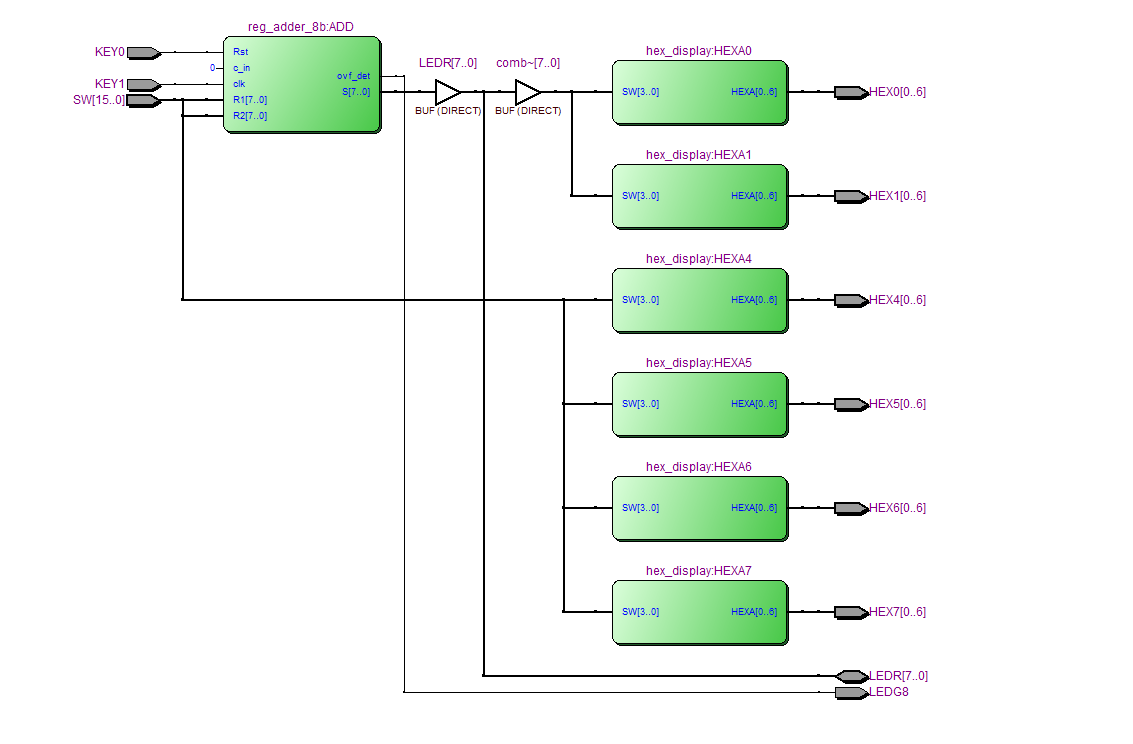 reg_adder_8b:ADD
KEY0
Rst
0
c_in
KEY1
clk
SW[15..0]
R1[7..0]
R2[7..0]
ovf_det
S[7..0]
LEDR[7..0]
BUF (DIRECT)
comb~[7..0]
BUF (DIRECT)
hex_display:HEXA0
SW[3..0]
HEXA[0..6]
HEX0[0..6]
hex_display:HEXA1
SW[3..0]
HEXA[0..6]
HEX1[0..6]
hex_display:HEXA4
SW[3..0]
HEXA[0..6]
HEX4[0..6]
hex_display:HEXA5
SW[3..0]
HEXA[0..6]
HEX5[0..6]
hex_display:HEXA6
SW[3..0]
HEXA[0..6]
HEX6[0..6]
hex_display:HEXA7
SW[3..0]
HEXA[0..6]
HEX7[0..6]
LEDR[7..0]
LEDG8